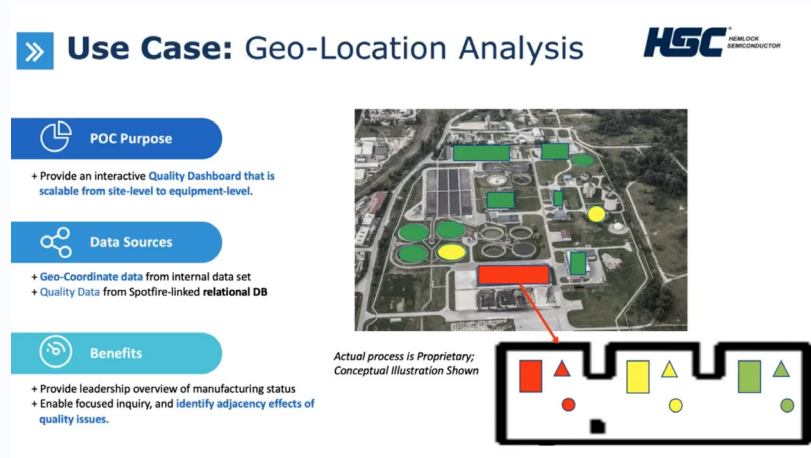 Use Case: Geo-Location Analysis
HSC® HEMLOCK
SEMICONDUCTOR
POC Purpose
+ Provide an interactive Quality Dashboard that is
scalable from site-level to equipment-level.
Data Sources
+ Geo-Coordinate data from internal data set
+ Quality Data from Spotfire-linked relational DB
Benefits
+ Provide leadership overview of manufacturing status
+ Enable focused inquiry, and identify adjacency effects of
quality issues.
Actual process is Proprietary;
Conceptual Illustration Shown